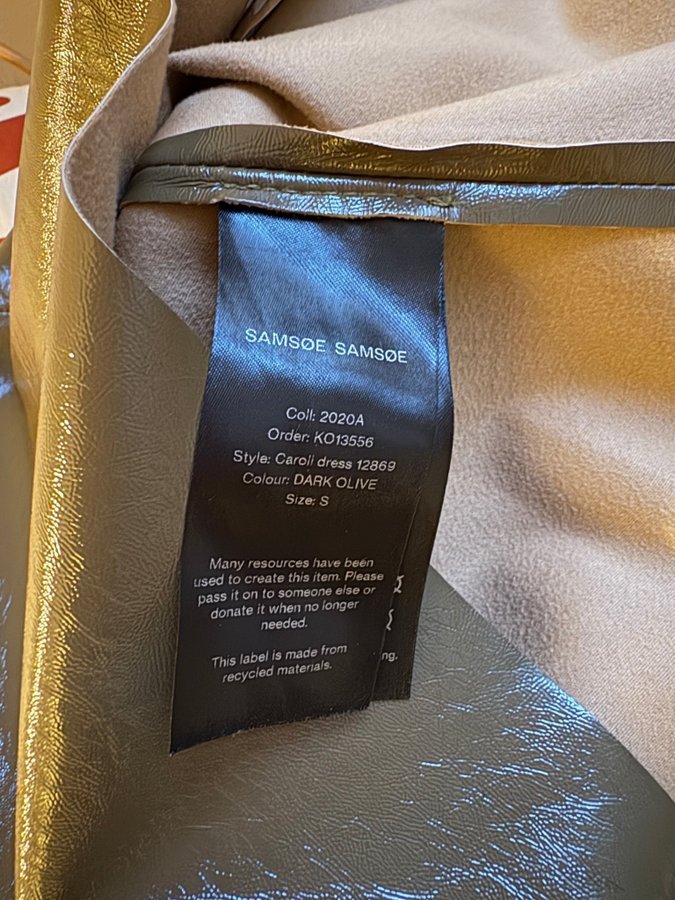 SAMSØE SAMSØE
Coll: 2020A
Order: KO13556
Style: Caroli dress 12869
Colour: DARK OLIVE
Size: S
Many resources have been
used to create this item. Please
pass it on to someone else or
donate it when no longer
needed.
This label is made from
recycled materials.
ng.